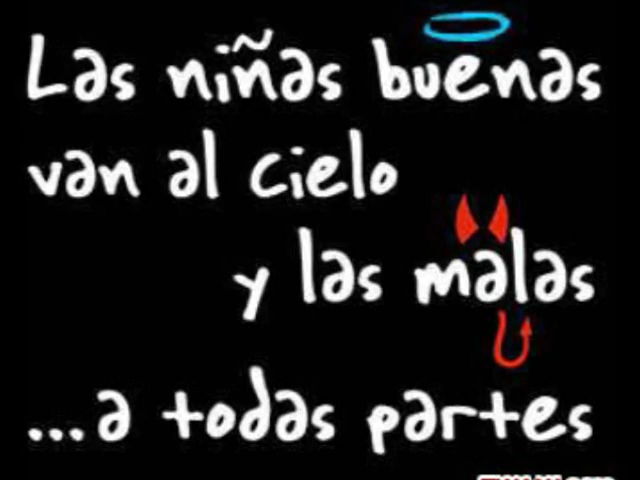 Las niñas buenas
van al cielo
y las malas
...a todas partes